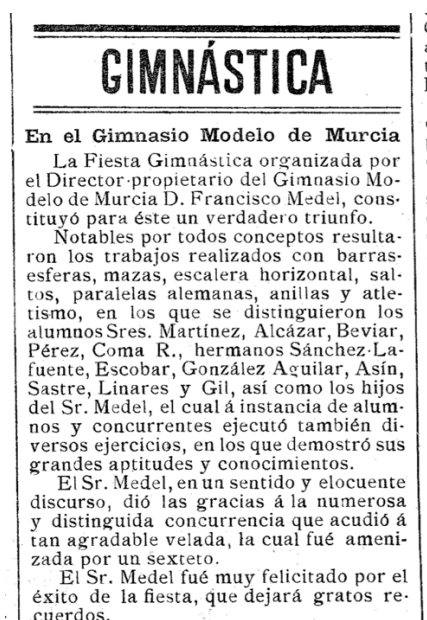 GIMNÁSTICA
En el Gimnasio Modelo de Murcia
La Fiesta Gimnástica organizada por
el Director-propietario del Gimnasio Mo-
delo de Murcia D. Francisco Medel, cons-
tituyó para éste un verdadero triunfo.
Notables por todos conceptos resulta-
ron los trabajos realizados con barras-
esferas, mazas, escalera horizontal, sal-
tos, paralelas alemanas, anillas y atle-
tismo, en los que se distinguieron los
alumnos Sres. Martínez, Alcázar, Beviar,
Pérez, Coma R., hermanos Sánchez-La-
fuente, Escobar, González Aguilar, Asín,
Sastre, Linares y Gil, así como los hijos
del Sr. Medel, el cual á instancia de alum-
nos y concurrentes ejecutó también di-
versos ejercicios, en los que demostró sus
grandes aptitudes y conocimientos.
El Sr. Medel, en un sentido y elocuente
discurso, dió las gracias á la numerosa
y distinguida concurrencia que acudió á
tan agradable velada, la cual fué ameni-
zada por un sexteto.
El Sr. Medel fué muy felicitado por el
éxito de la fiesta, que dejará gratos re-
cuerdos.